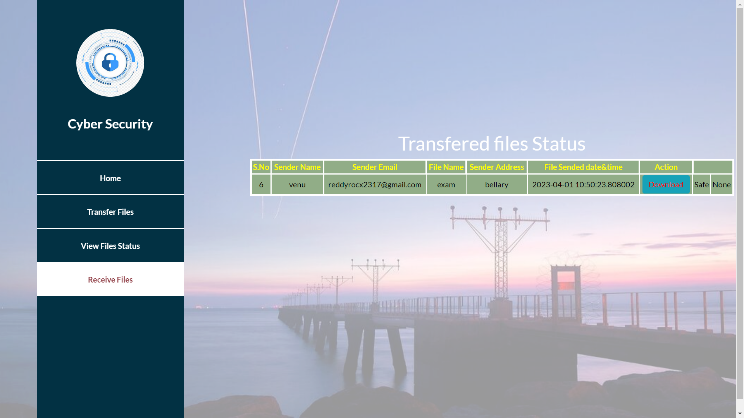 Cyber Security
Home
Transfer Files
View Files Status
Receive Files
Transfered files Status
S.No Sender Name Sender Email File Name Sender Address File Sended date&time Action
6 venu reddyrocx2317@gmail.com exam bellary 2023-04-01 10:50:23.808002 Download Safe None